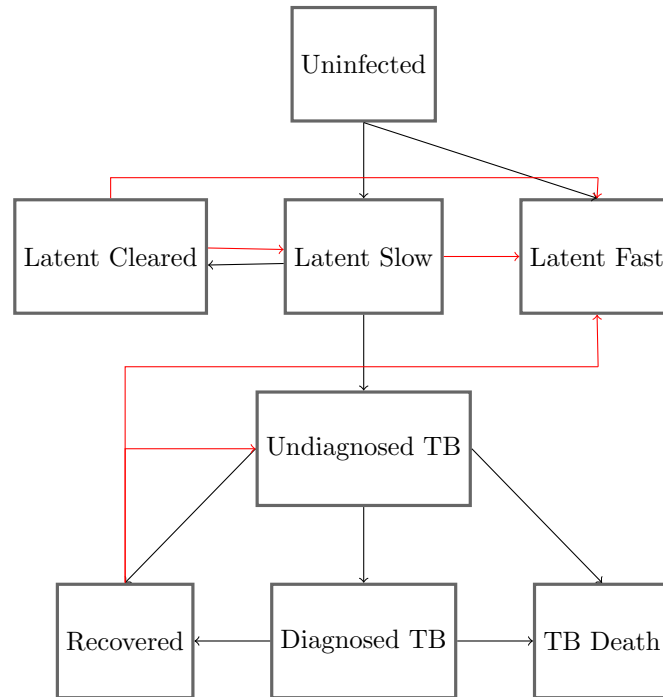 Uninfected
Latent Cleared
Latent Slow
Latent Fast
Undiagnosed TB
Recovered
Diagnosed TB
TB Death